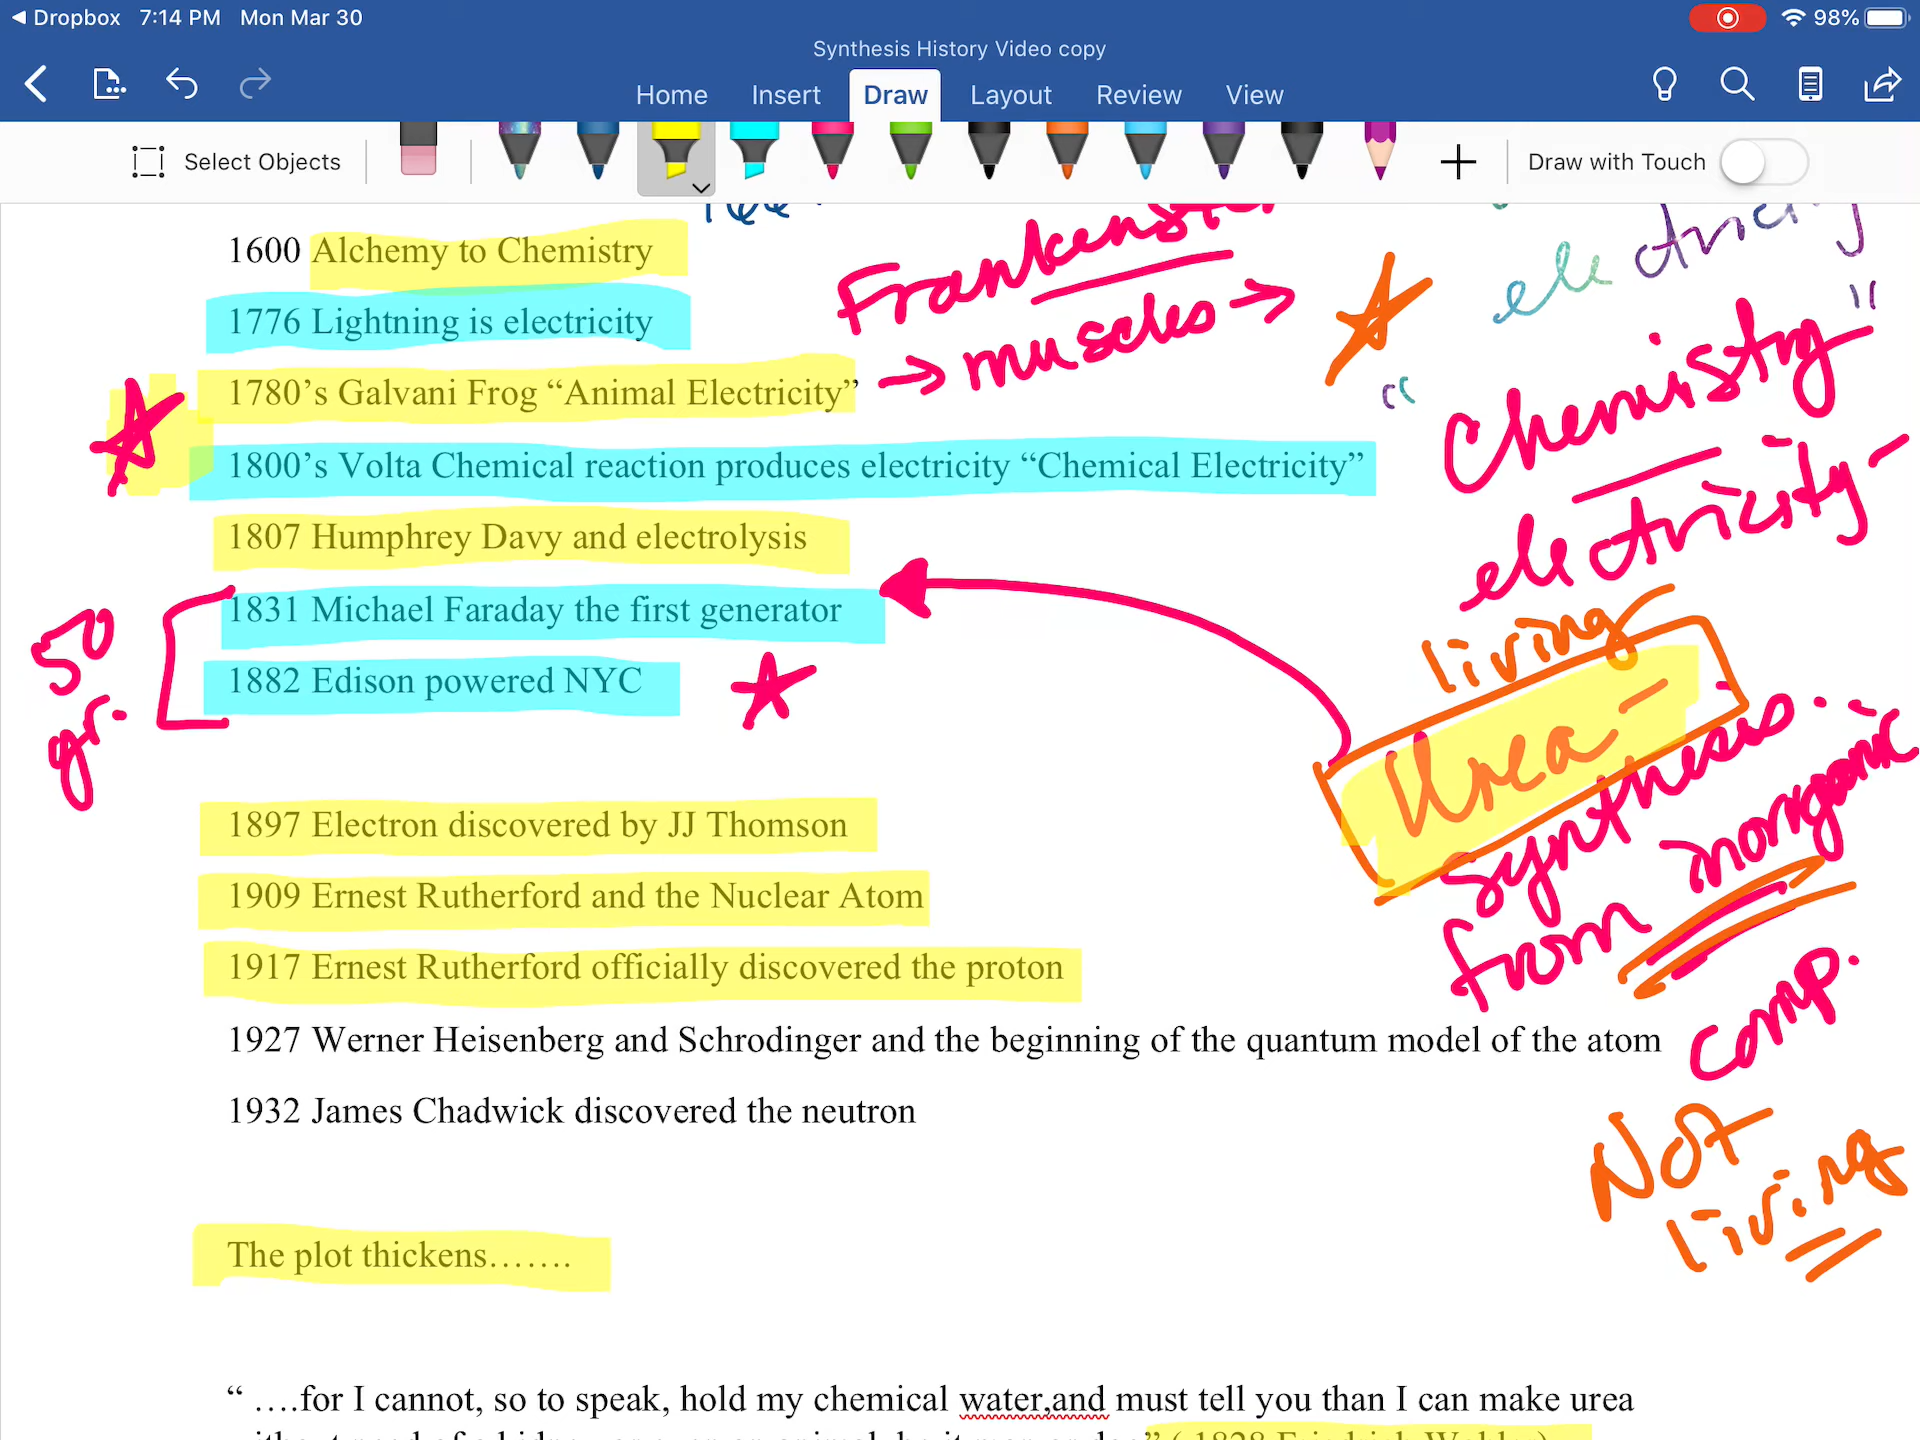 Dropbox 7:14 PM Mon Mar 30 98%
Synthesis History Video copy
Home Insert Draw Layout Review View
Select Objects Draw with Touch
1600 Alchemy to Chemistry
1776 Lightning is electricity
1780's Galvani Frog “Animal Electricity”
1800's Volta Chemical reaction produces electricity “Chemical Electricity”
1807 Humphrey Davy and electrolysis
1831 Michael Faraday the first generator
1882 Edison powered NYC
50
yr.
1897 Electron discovered by JJ Thomson
1909 Ernest Rutherford and the Nuclear Atom
1917 Ernest Rutherford officially discovered the proton
1927 Werner Heisenberg and Schrodinger and the beginning of the quantum model of the atom
1932 James Chadwick discovered the neutron
The plot thickens…….
“ ….for I cannot, so to speak, hold my chemical water,and must tell you than I can make urea
→ muscles →
electricity
"Chemistry"
electricity-
living
Urea-
synthesis..
from inorganic
comp.
Not
living